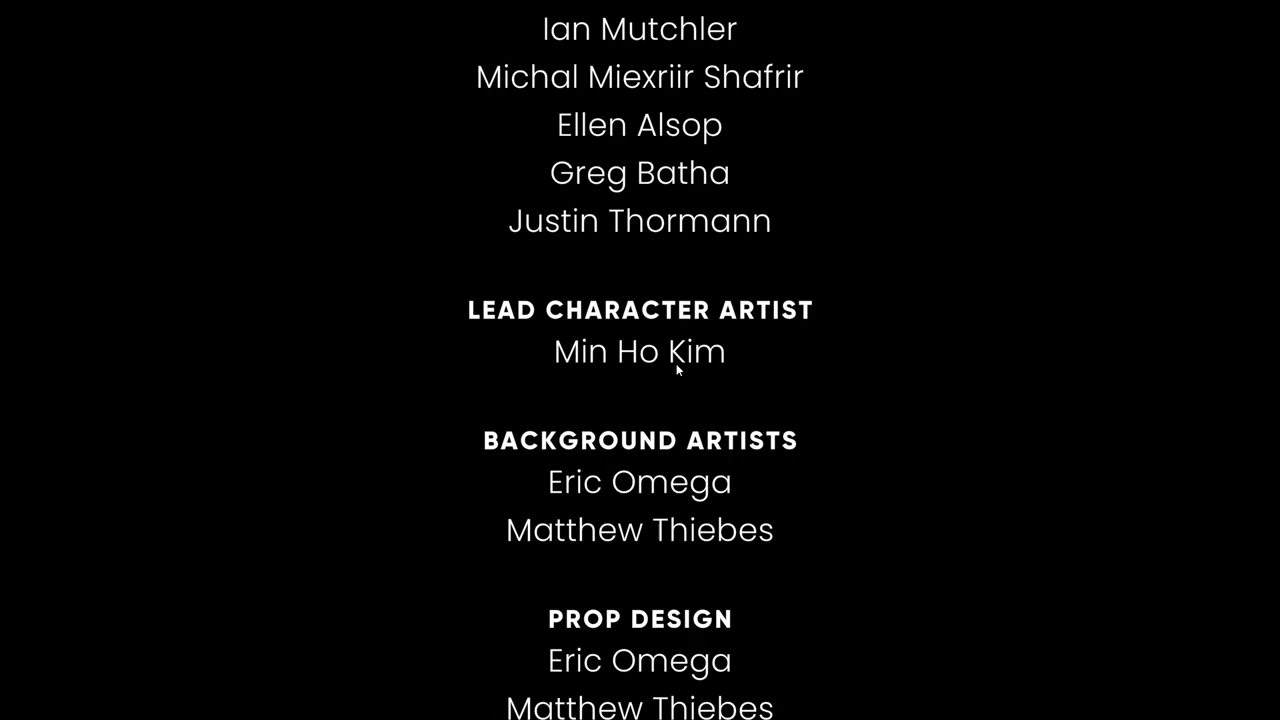 Ian Mutchler
Michal Miexriir Shafrir
Ellen Alsop
Greg Batha
Justin Thormann
LEAD CHARACTER ARTIST
Min Ho Kim
BACKGROUND ARTISTS
Eric Omega
Matthew Thiebes
PROP DESIGN
Eric Omega
Matthew Thiebes